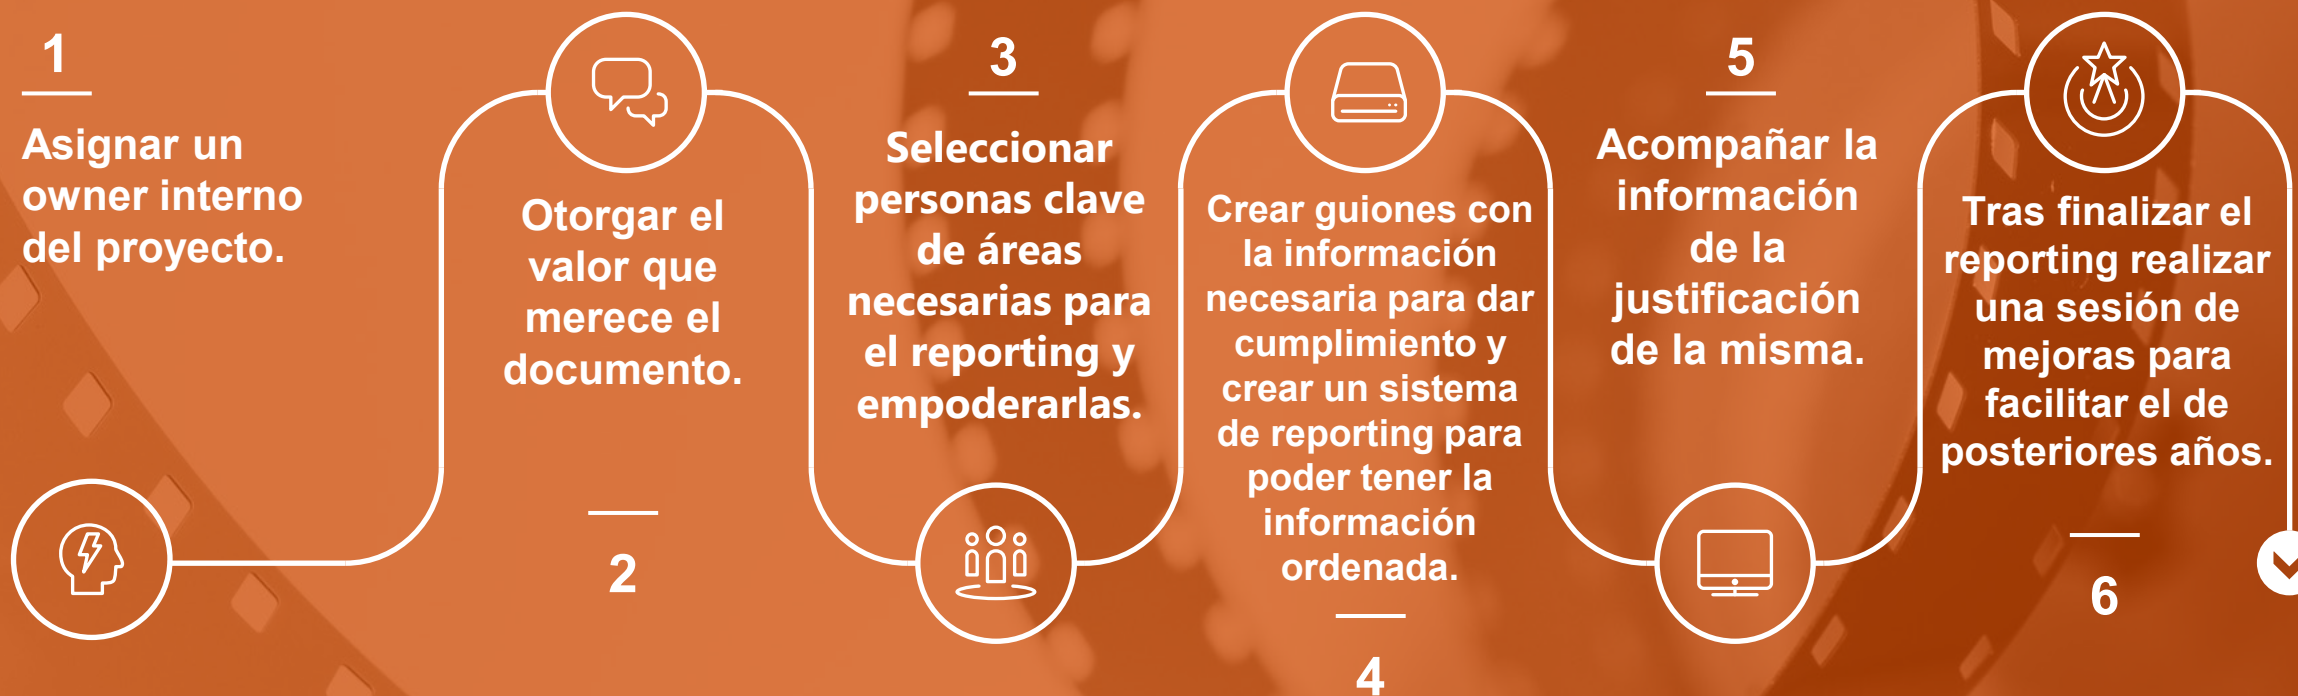 1
Asignar un
owner interno
del proyecto.
Otorgar el
valor que
merece el
documento.
2
3
Seleccionar
personas clave
de áreas
necesarias para
el reporting y
empoderarlas.
Crear guiones con
la información
necesaria para dar
cumplimiento y
crear un sistema
de reporting para
poder tener la
información
ordenada.
4
5
Acompañar la
información
de la
justificación
de la misma.
Tras finalizar el
reporting realizar
una sesión de
mejoras para
facilitar el de
posteriores años.
6